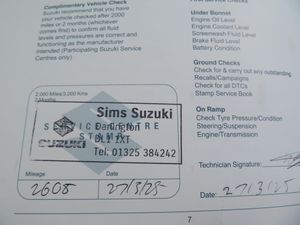 Complimentary Vehicle Check
Suzuki recommend that you have
your vehicle checked after 2000
miles or 2 months (whichever
comes first) to confirm all
fluid levels and pressures are
correct and functioning as
intended (Participating Suzuki Service
Centres only)
2,000 Miles/3,000 Kms
2 Months
SERVICE CENTRE
STAMP
SUZUKI
Sims Suzuki
Darlington
DL1 1XT
Tel: 01325 384242
Mileage
2608
27/3/25
Under Bonnet
Engine Oil Level
Engine Coolant Level
Screenwash Fluid Level
Brake Fluid Level
Battery Condition
Ground Checks
Check for & carry out any outstanding
Recalls/Campaigns
Check for all DTCs
Stamp Service Book
On Ramp
Check Tyre Pressure/Condition
Steering/Suspension
Engine/Transmission
Technician Signature:
Date:
27/3/25
7